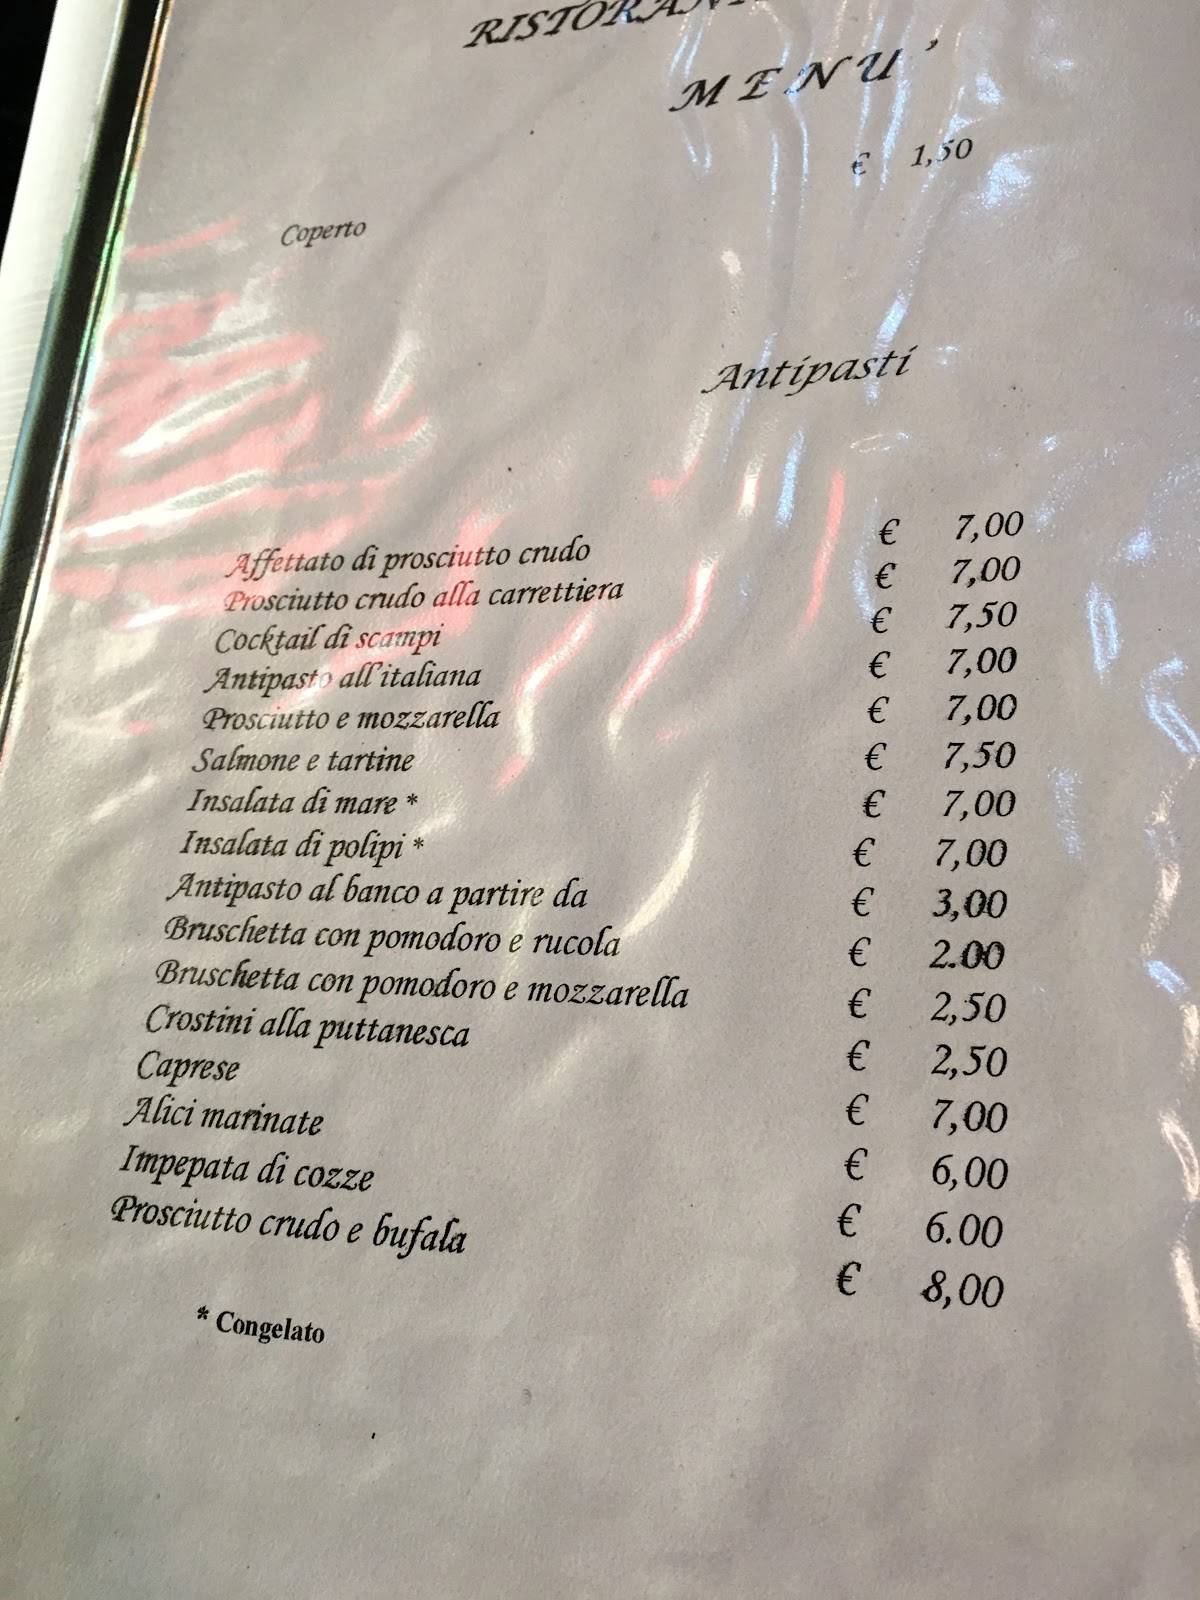 MENU'
Coperto € 1,50
Antipasti
Affettato di prosciutto crudo € 7,00
Prosciutto crudo alla carrettiera € 7,00
Cocktail di scampi € 7,50
Antipasto all'italiana € 7,00
Prosciutto e mozzarella € 7,00
Salmone e tartine € 7,50
Insalata di mare * € 7,00
Insalata di polipi * € 7,00
Antipasto al banco a partire da € 3,00
Bruschetta con pomodoro e rucola € 2.00
Bruschetta con pomodoro e mozzarella € 2,50
Crostini alla puttanesca € 2,50
Caprese € 7,00
Alici marinate € 6,00
Impepata di cozze € 6.00
Prosciutto crudo e bufala € 8,00
* Congelato